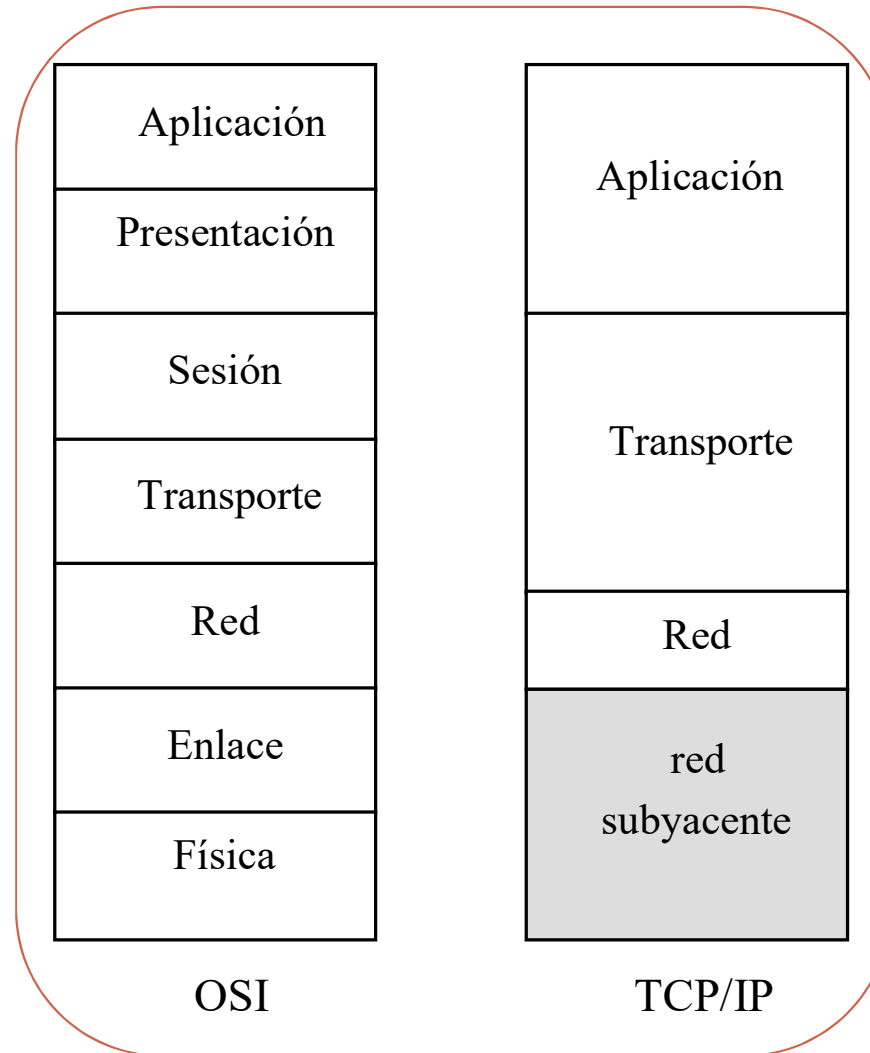 Aplicación
Presentación
Sesión
Transporte
Red
Enlace
Física
OSI
Aplicación
Transporte
Red
red
subyacente
TCP/IP